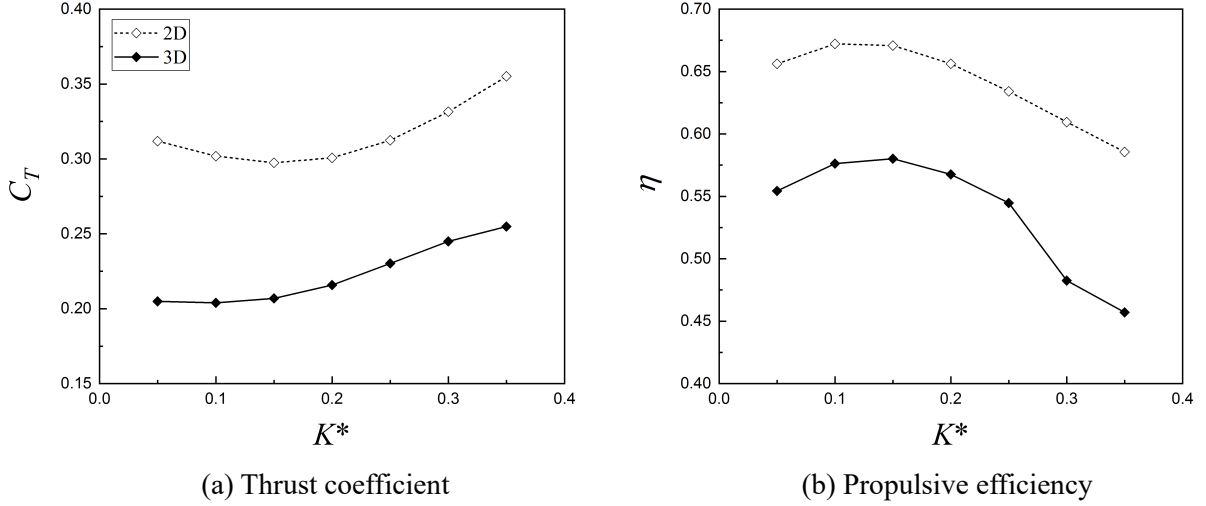 0.40
0.35
0.30
0.25
0.20
0.15
0.0 0.1 0.2 0.3 0.4
C_T
K*
2D
3D
(a) Thrust coefficient
0.70
0.65
0.60
0.55
0.50
0.45
0.40
0.0 0.1 0.2 0.3 0.4
η
K*
(b) Propulsive efficiency